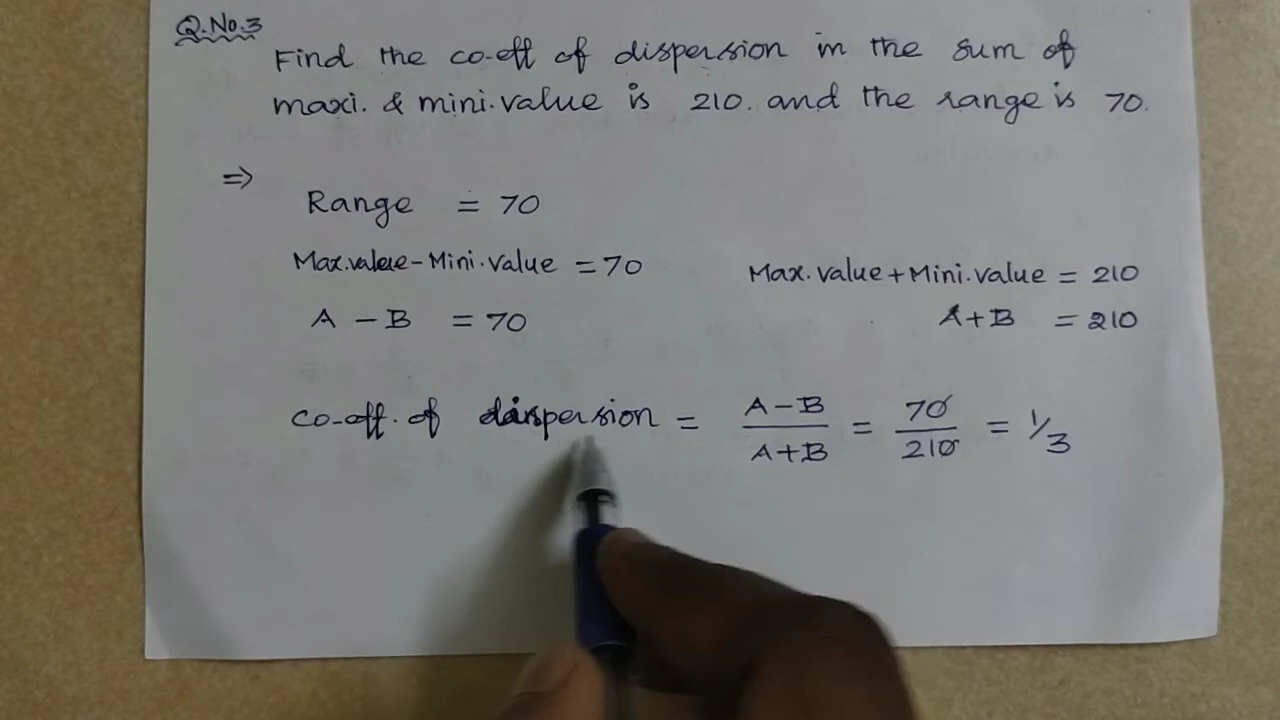 Q.No.3
Find the co-eff of dispersion in the sum of
maxi. & mini.value is 210. and the range is 70.
⇒
Range = 70
Max.value - Mini.value = 70
Max.value + Mini.value = 210
A - B = 70
A + B = 210
co-eff. of dispersion = A-B / A+B = 70 / 210 = 1/3